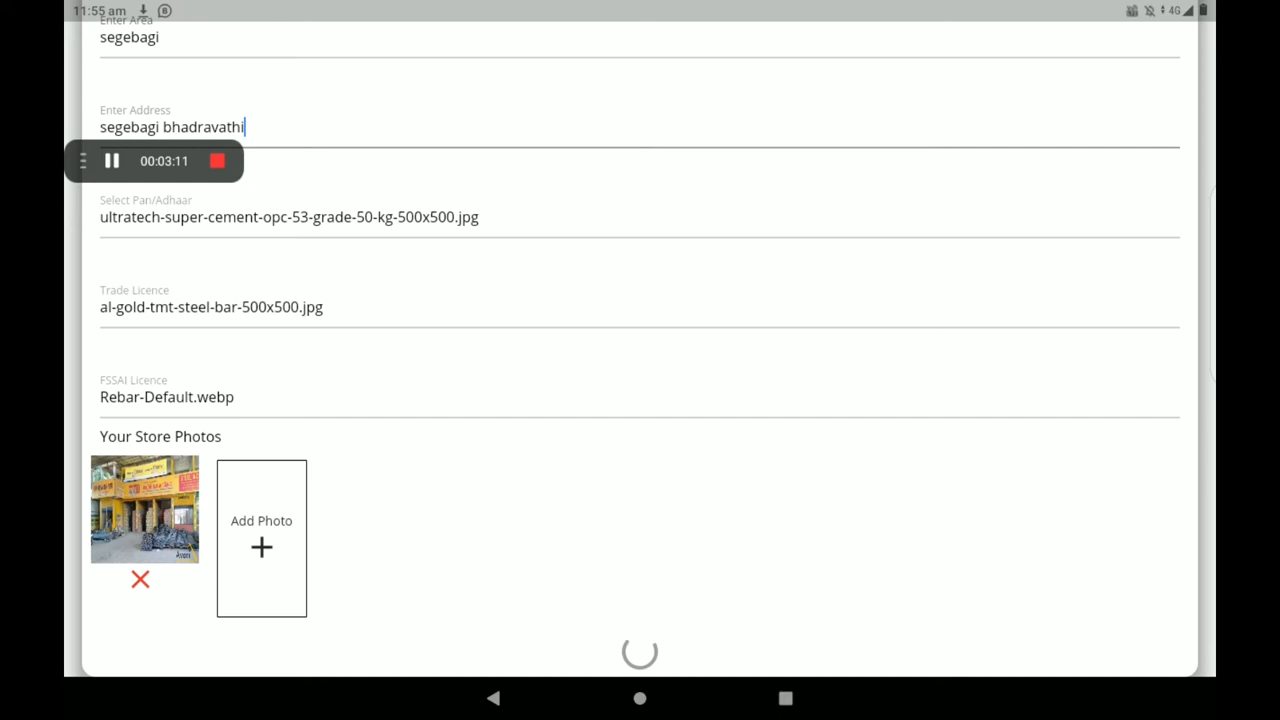 11:55 am
4G
Enter Area
segebagi
Enter Address
segebagi bhadravathi
00:03:11
Select Pan/Adhaar
ultratech-super-cement-opc-53-grade-50-kg-500x500.jpg
Trade Licence
al-gold-tmt-steel-bar-500x500.jpg
FSSAI Licence
Rebar-Default.webp
Your Store Photos
Add Photo